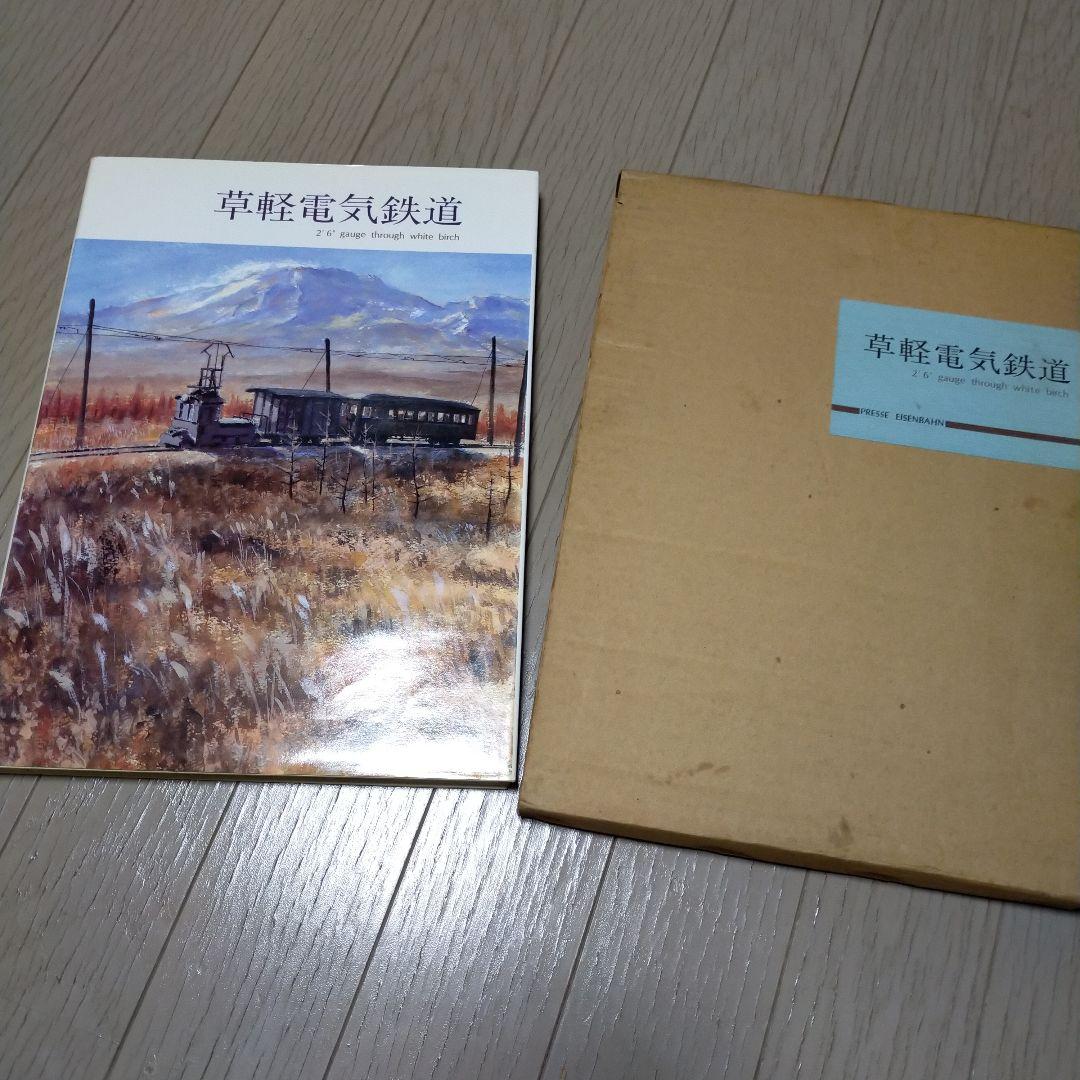 草軽電気鉄道
2'6" gauge through white birch
草軽電気鉄道
2'6" gauge through white birch
PRESSE EISENBAHN